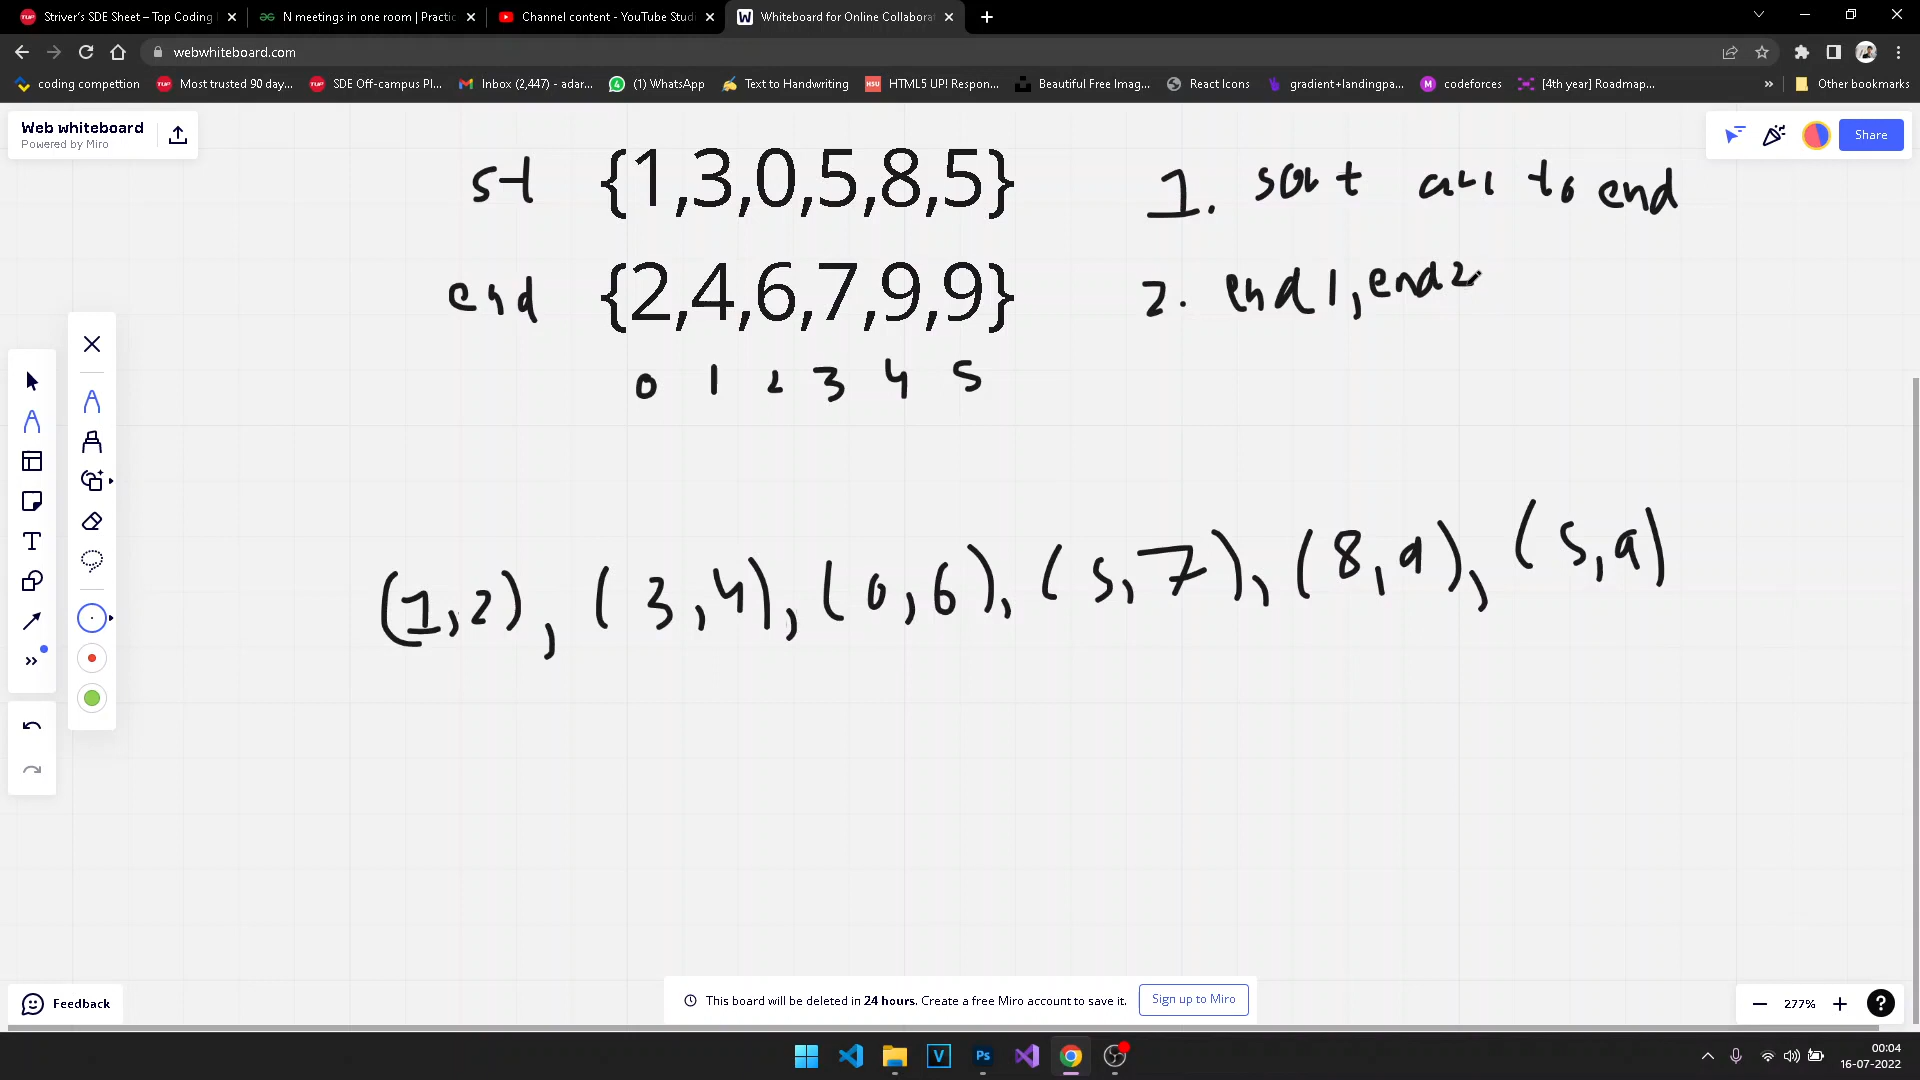 Striver's SDE Sheet – Top Coding
N meetings in one room | Practic
Channel content - YouTube Studi
Whiteboard for Online Collaborat
webwhiteboard.com
coding compettion
Most trusted 90 day...
SDE Off-campus Pl...
Inbox (2,447) - adar...
(1) WhatsApp
Text to Handwriting
HTML5 UP! Respon...
Beautiful Free Imag...
React Icons
gradient+landingpa...
codeforces
[4th year] Roadmap...
»
Other bookmarks
Web whiteboard
Powered by Miro
Share
st {1,3,0,5,8,5} 1. sort acc to end
end {2,4,6,7,9,9} 2. end1, end2
0 1 2 3 4 5
(1,2), (3,4), (0,6), (5,7), (8,9), (5,9)
Feedback
This board will be deleted in 24 hours. Create a free Miro account to save it.
Sign up to Miro
277%
00:04
16-07-2022